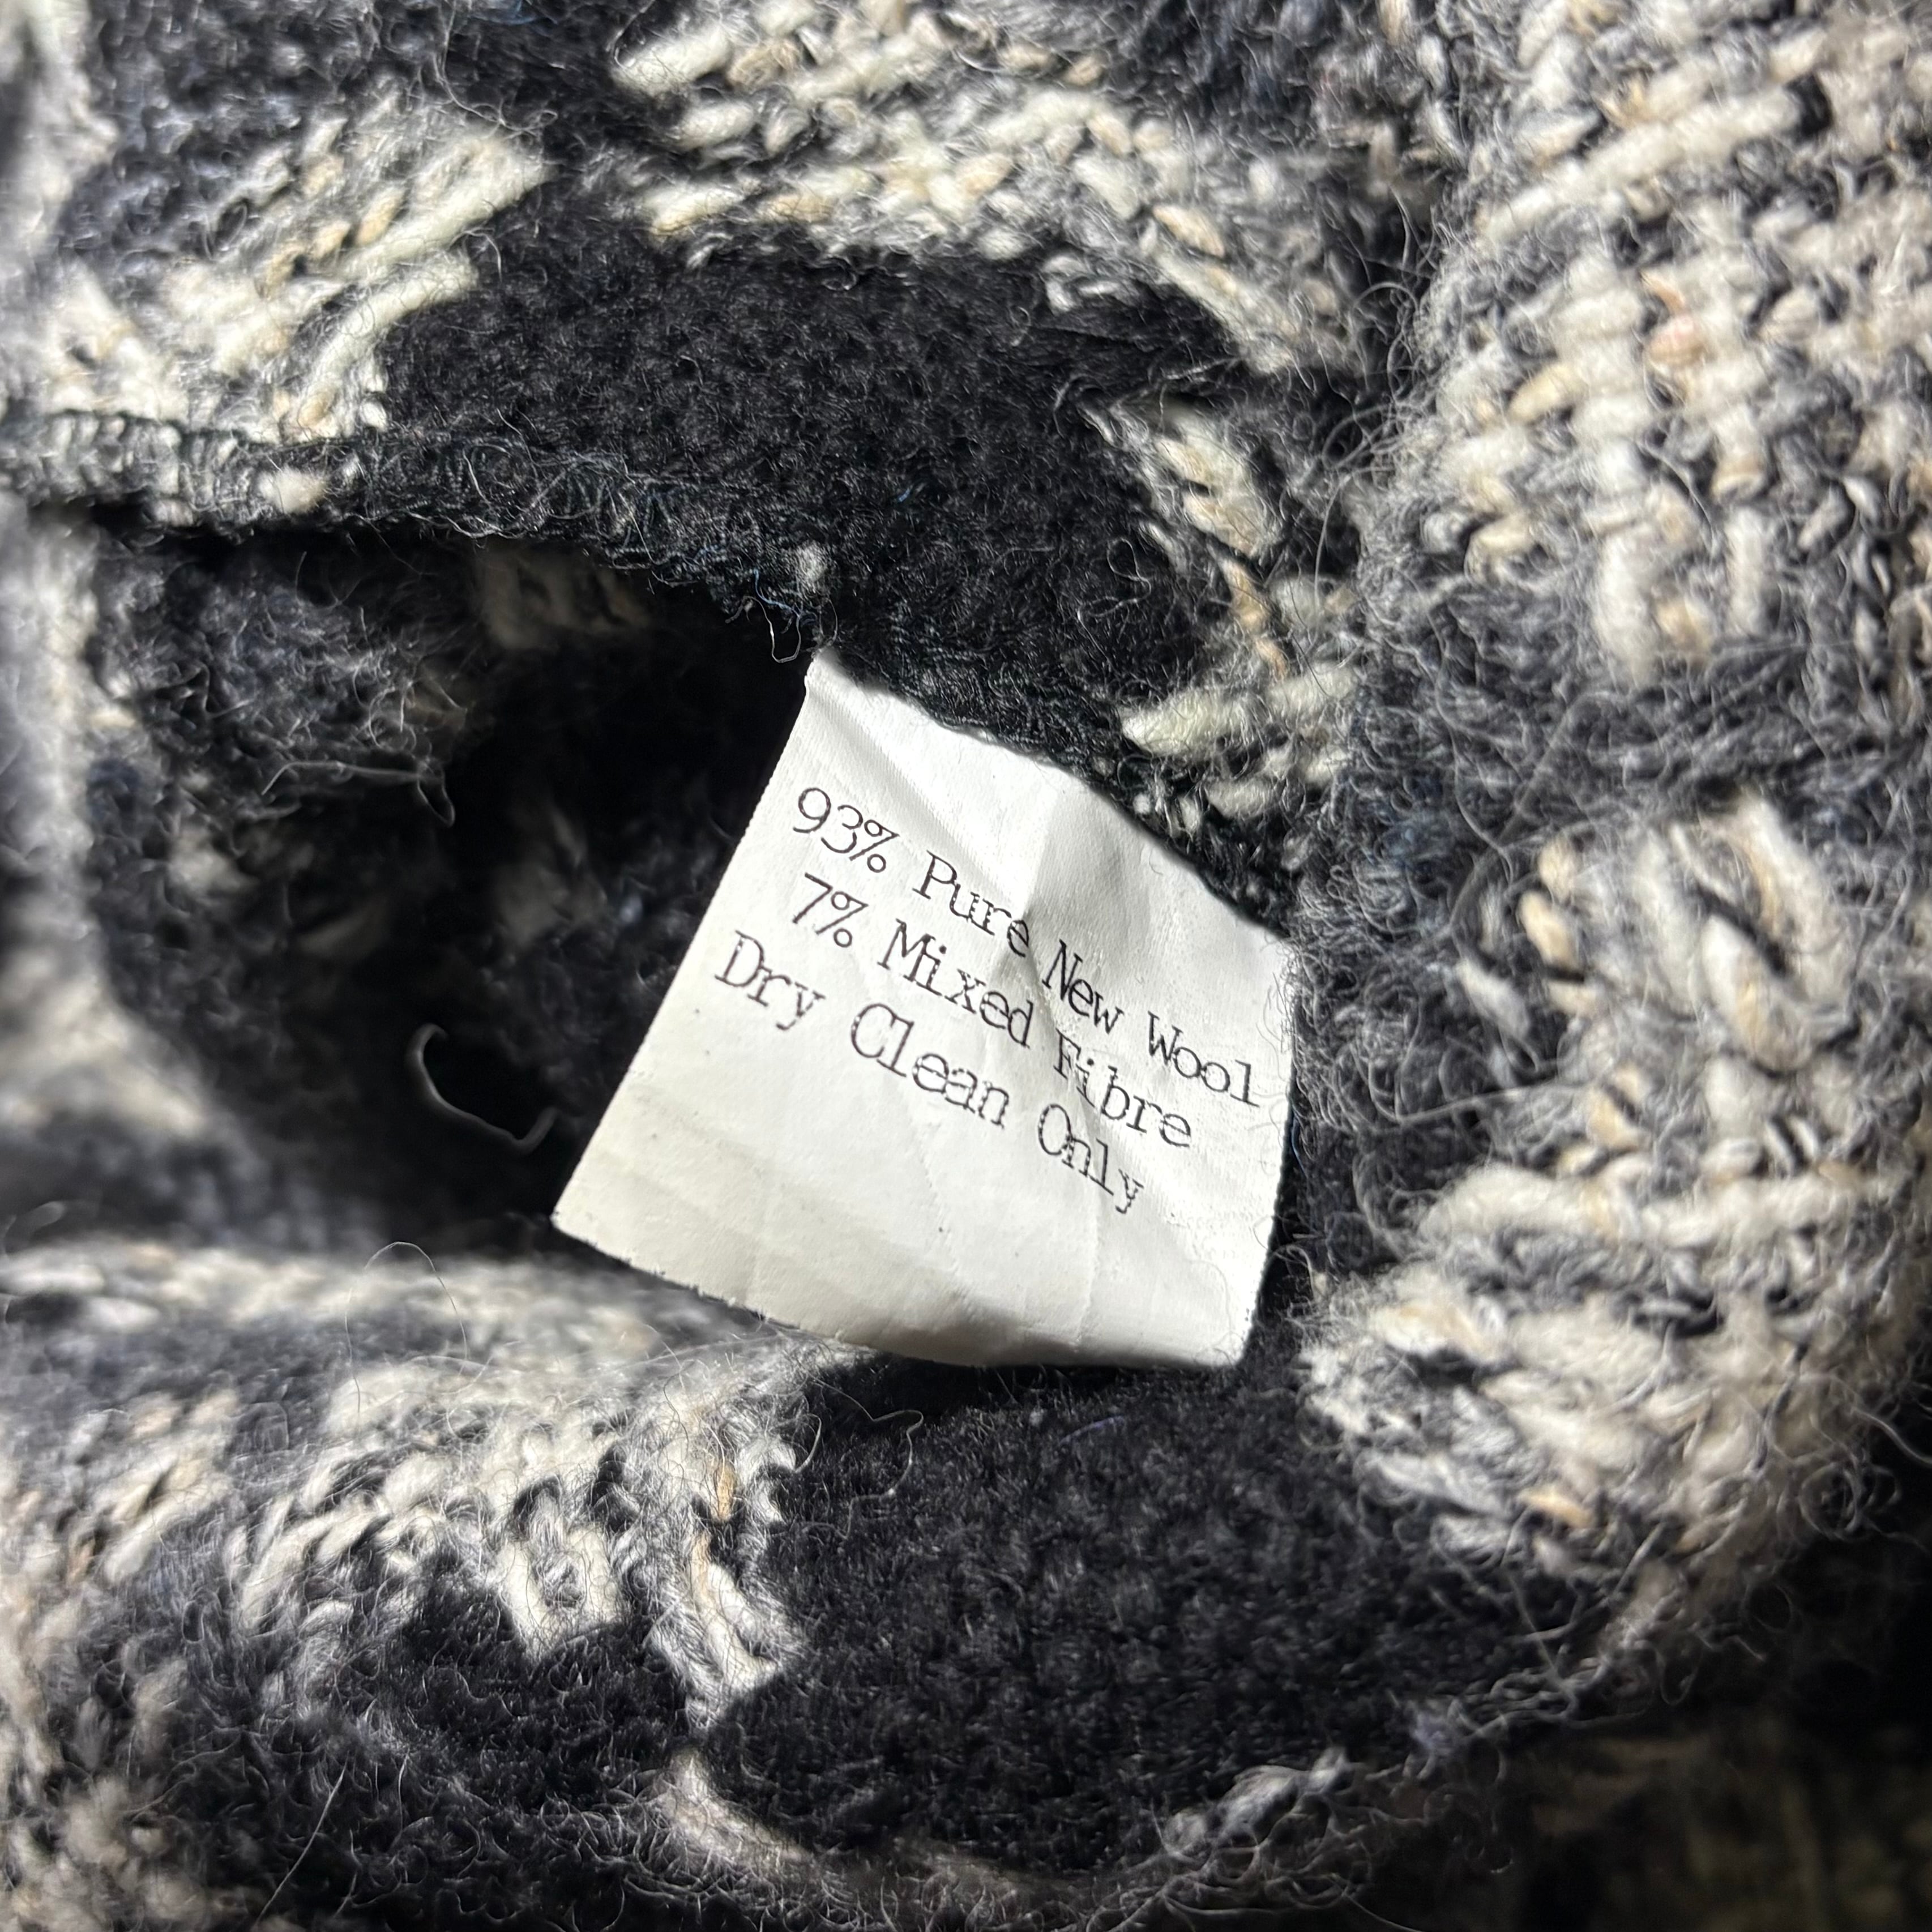 93% Pure New Wool
7% Mixed Fibre
Dry Clean Only